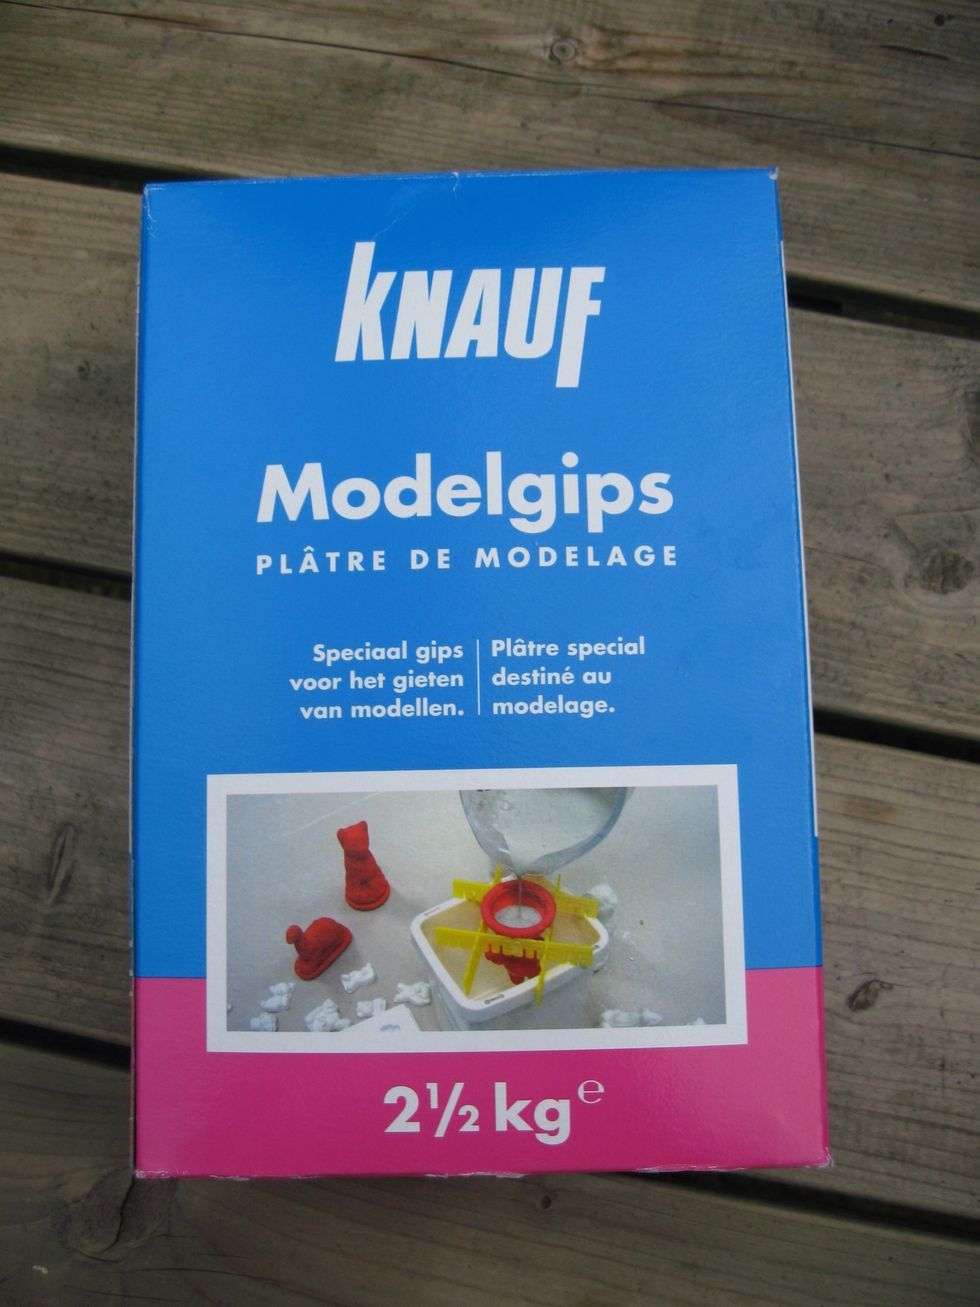 KNAUF
Modelgips
PLÂTRE DE MODELAGE
Speciaal gips
voor het gieten
van modellen.
Plâtre special
destiné au
modelage.
2½ kg ℮